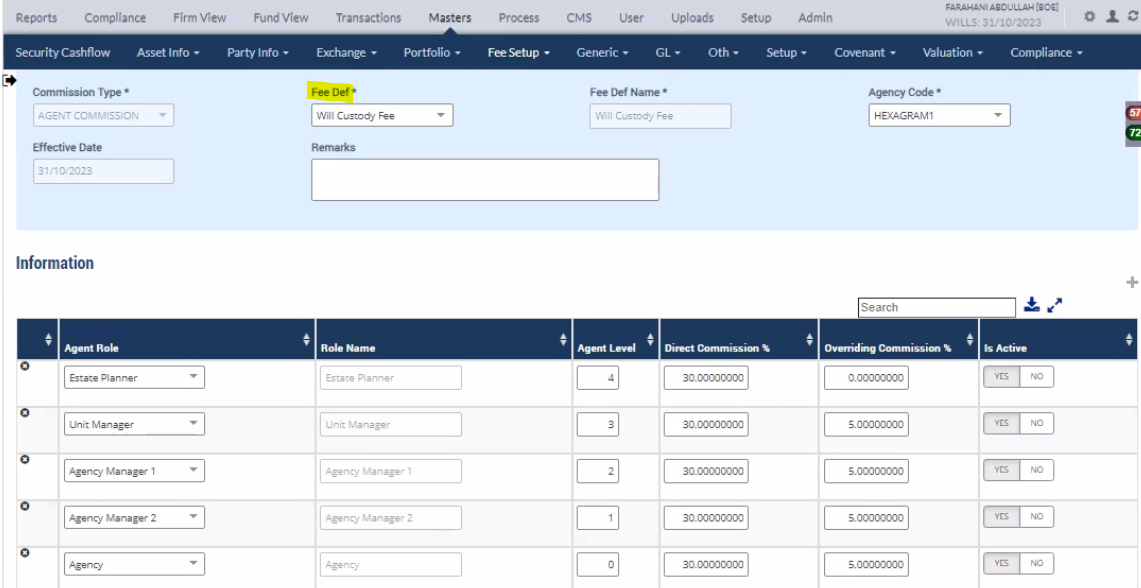 Reports Compliance Firm View Fund View Transactions Masters Process CMS User Uploads Setup Admin
FARAHANI ABDULLAH [BOE]
WILLS: 31/10/2023
Security Cashflow Asset Info Party Info Exchange Portfolio Fee Setup Generic GL Oth Setup Covenant Valuation Compliance
Commission Type * Fee Def * Fee Def Name * Agency Code *
AGENT COMMISSION Will Custody Fee Will Custody Fee HEXAGRAM1
57
72
Effective Date Remarks
31/10/2023
Information
Search
Agent Role Role Name Agent Level Direct Commission % Overriding Commission % Is Active
Estate Planner Estate Planner 4 30.00000000 0.00000000 YES NO
Unit Manager Unit Manager 3 30.00000000 5.00000000 YES NO
Agency Manager 1 Agency Manager 1 2 30.00000000 5.00000000 YES NO
Agency Manager 2 Agency Manager 2 1 30.00000000 5.00000000 YES NO
Agency Agency 0 30.00000000 5.00000000 YES NO